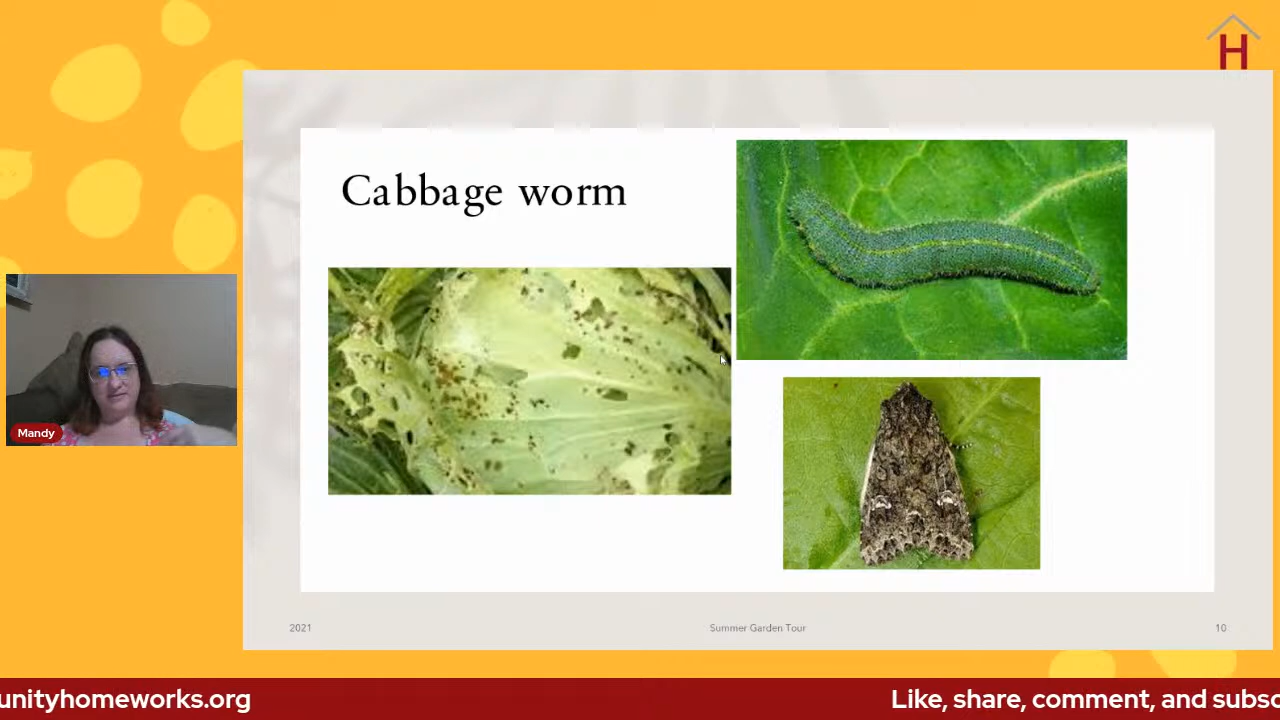 H
Cabbage worm
Mandy
2021
Summer Garden Tour
10
unityhomeworks.org
Like, share, comment, and subsc